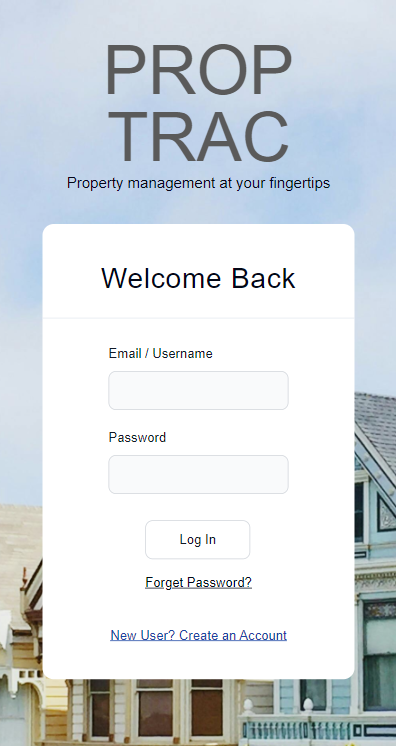 PROP
TRAC
Property management at your fingertips
Welcome Back
Email / Username
Password
Log In
Forget Password?
New User? Create an Account